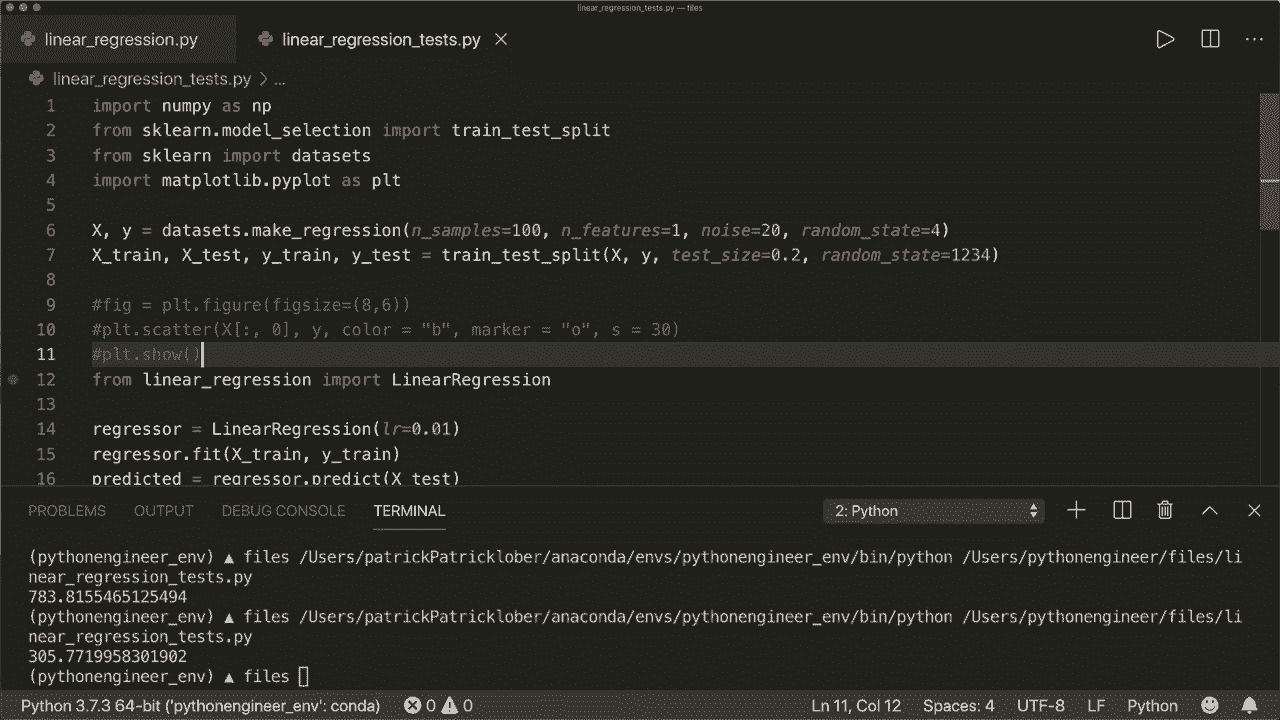 linear_regression_tests.py — files
linear_regression.py linear_regression_tests.py
linear_regression_tests.py > ...
1 import numpy as np
2 from sklearn.model_selection import train_test_split
3 from sklearn import datasets
4 import matplotlib.pyplot as plt
5
6 X, y = datasets.make_regression(n_samples=100, n_features=1, noise=20, random_state=4)
7 X_train, X_test, y_train, y_test = train_test_split(X, y, test_size=0.2, random_state=1234)
8
9 #fig = plt.figure(figsize=(8,6))
10 #plt.scatter(X[:, 0], y, color = "b", marker = "o", s = 30)
11 #plt.show()
12 from linear_regression import LinearRegression
13
14 regressor = LinearRegression(lr=0.01)
15 regressor.fit(X_train, y_train)
16 predicted = regressor.predict(X_test)
PROBLEMS OUTPUT DEBUG CONSOLE TERMINAL 2: Python
(pythonengineer_env) ▲ files /Users/patrickPatricklober/anaconda/envs/pythonengineer_env/bin/python /Users/pythonengineer/files/li
near_regression_tests.py
783.8155465125494
(pythonengineer_env) ▲ files /Users/patrickPatricklober/anaconda/envs/pythonengineer_env/bin/python /Users/pythonengineer/files/li
near_regression_tests.py
305.7719958301902
(pythonengineer_env) ▲ files
Python 3.7.3 64-bit ('pythonengineer_env': conda) 0 0 Ln 11, Col 12 Spaces: 4 UTF-8 LF Python